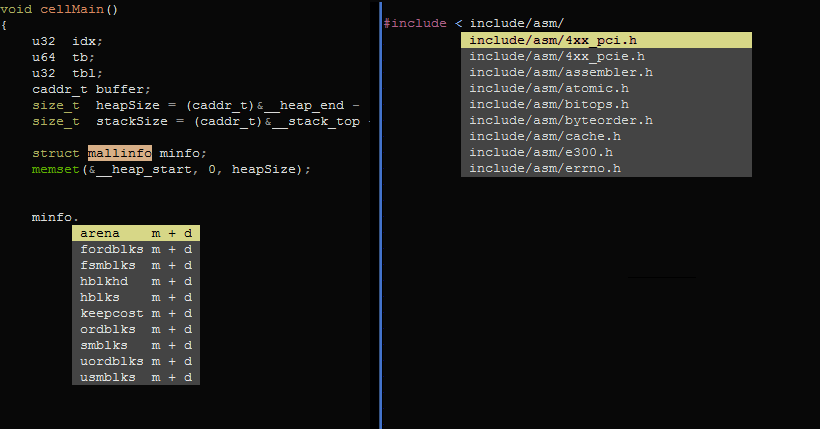 void cellMain()
{
u32 idx;
u64 tb;
u32 tbl;
caddr_t buffer;
size_t heapSize = (caddr_t)&__heap_end -
size_t stackSize = (caddr_t)&__stack_top -
struct mallinfo minfo;
memset(&__heap_start, 0, heapSize);
minfo.
arena m + d
fordblks m + d
fsmblks m + d
hblkhd m + d
hblks m + d
keepcost m + d
ordblks m + d
smblks m + d
uordblks m + d
usmblks m + d
#include < include/asm/
include/asm/4xx_pci.h
include/asm/4xx_pcie.h
include/asm/assembler.h
include/asm/atomic.h
include/asm/bitops.h
include/asm/byteorder.h
include/asm/cache.h
include/asm/e300.h
include/asm/errno.h